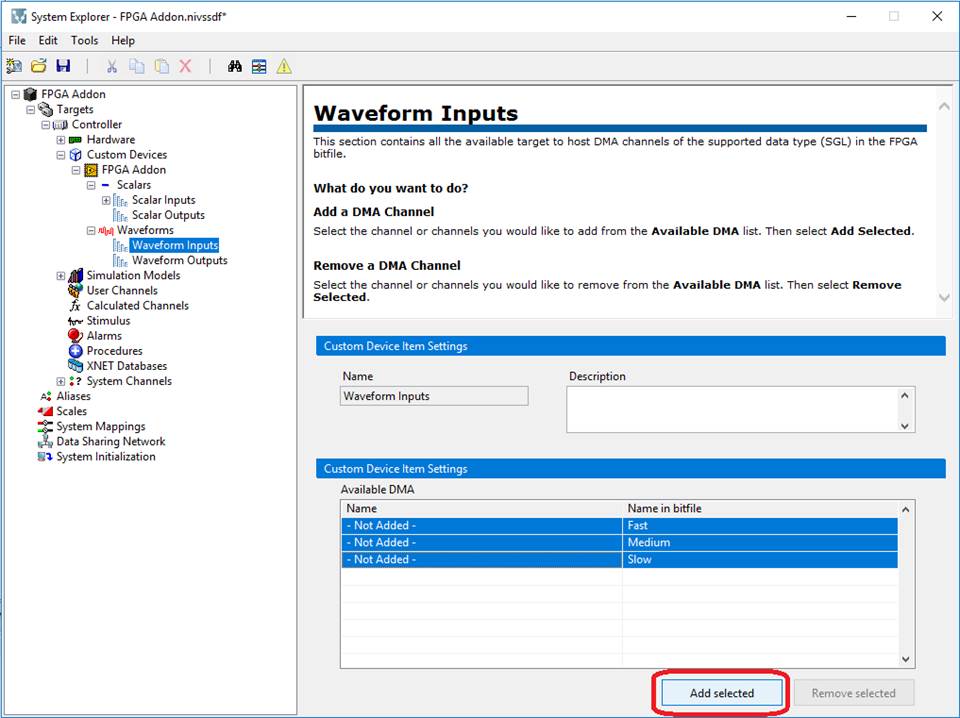 System Explorer - FPGA Addon.nivssdf*
File Edit Tools Help
FPGA Addon
Targets
Controller
Hardware
Custom Devices
FPGA Addon
Scalars
Scalar Inputs
Scalar Outputs
Waveforms
Waveform Inputs
Waveform Outputs
Simulation Models
User Channels
Calculated Channels
Stimulus
Alarms
Procedures
XNET Databases
System Channels
Aliases
Scales
System Mappings
Data Sharing Network
System Initialization
Waveform Inputs
This section contains all the available target to host DMA channels of the supported data type (SGL) in the FPGA
bitfile.
What do you want to do?
Add a DMA Channel
Select the channel or channels you would like to add from the Available DMA list. Then select Add Selected.
Remove a DMA Channel
Select the channel or channels you would like to remove from the Available DMA list. Then select Remove
Selected.
Custom Device Item Settings
Name Description
Waveform Inputs
Custom Device Item Settings
Available DMA
Name Name in bitfile
- Not Added - Fast
- Not Added - Medium
- Not Added - Slow
Add selected Remove selected